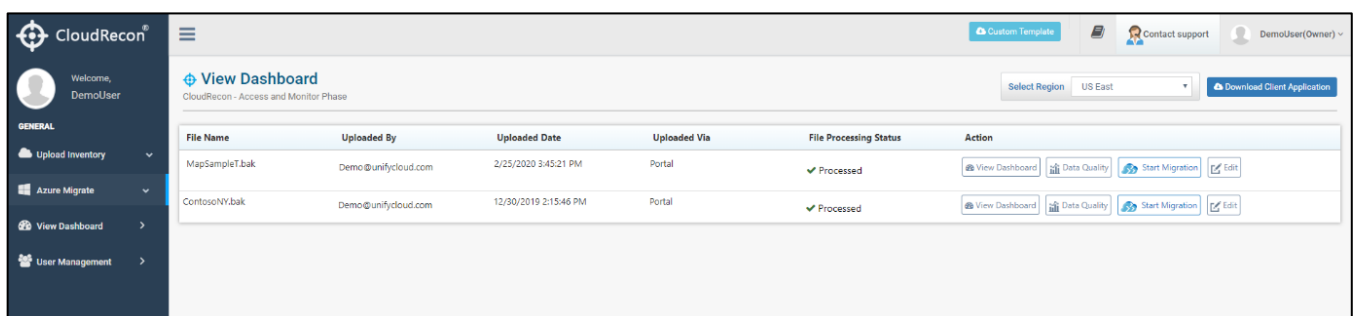 CloudRecon®
Custom Template
Contact support
DemoUser(Owner)
Welcome,
DemoUser
GENERAL
Upload Inventory
Azure Migrate
View Dashboard
User Management
View Dashboard
CloudRecon - Access and Monitor Phase
Select Region US East
Download Client Application
File Name Uploaded By Uploaded Date Uploaded Via File Processing Status Action
MapSampleT.bak Demo@unifycloud.com 2/25/2020 3:45:21 PM Portal Processed View Dashboard Data Quality Start Migration Edit
ContosoNY.bak Demo@unifycloud.com 12/30/2019 2:15:46 PM Portal Processed View Dashboard Data Quality Start Migration Edit